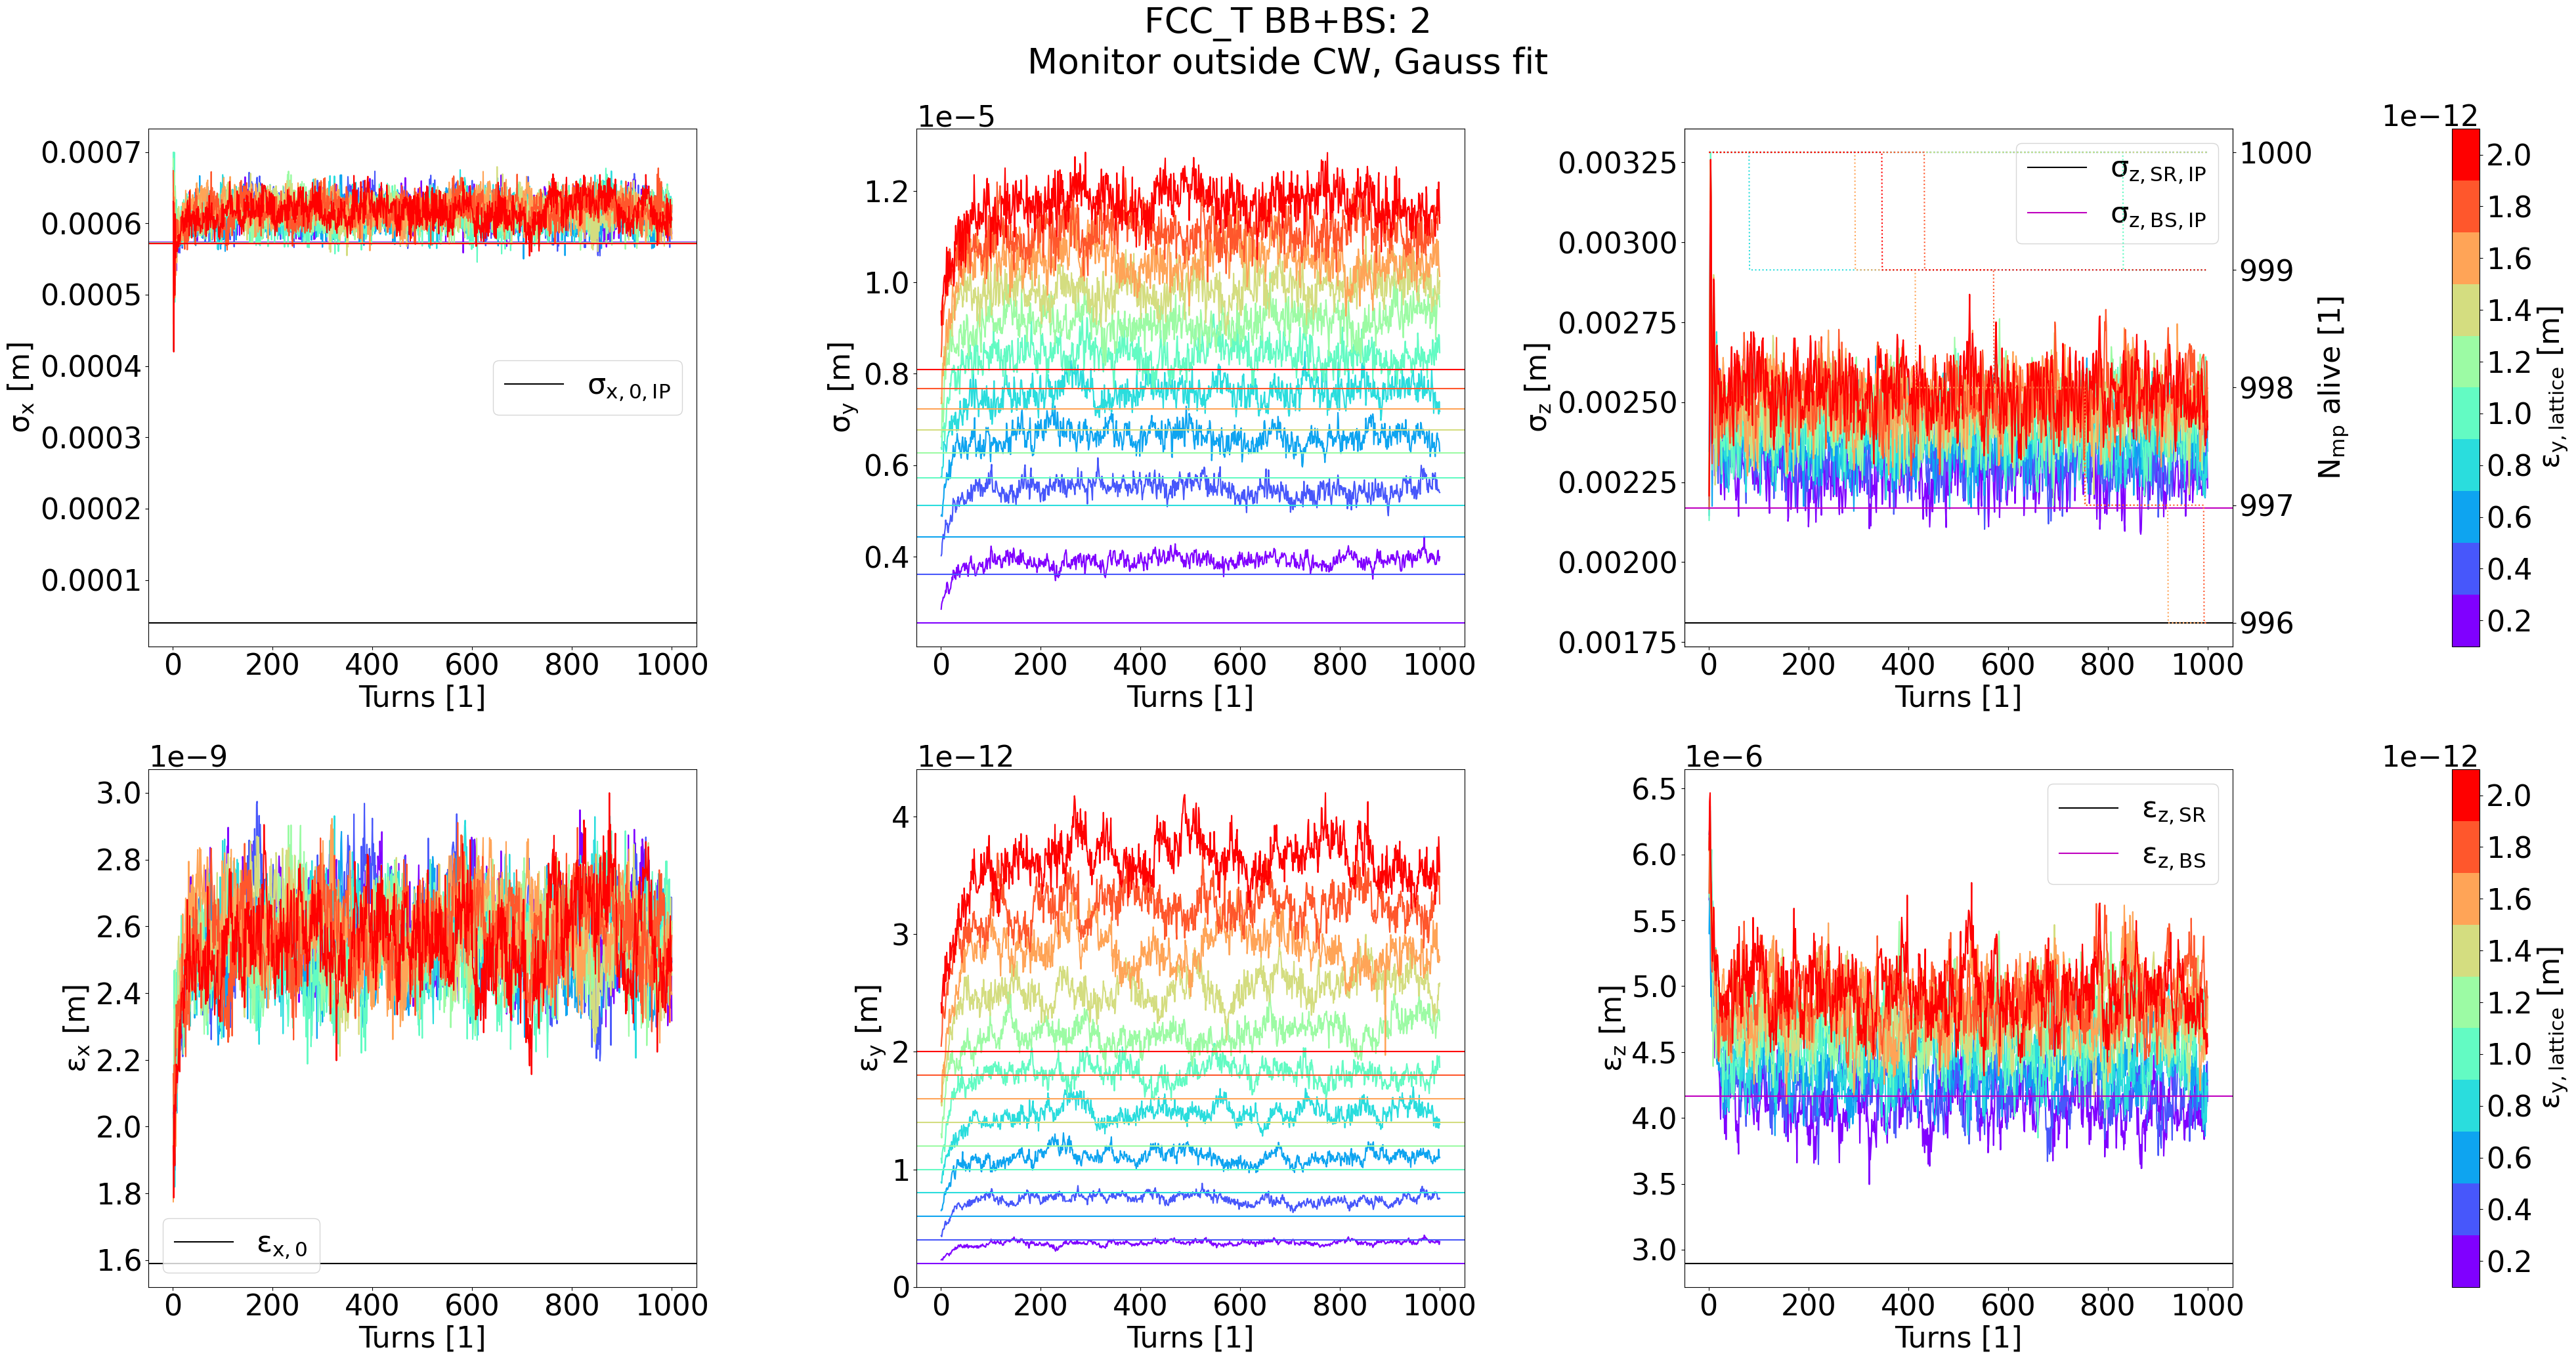 FCC_T BB+BS: 2
Monitor outside CW, Gauss fit
σx [m]
0.0007
0.0006
0.0005
0.0004
0.0003
0.0002
0.0001
σx, 0, IP
0 200 400 600 800 1000
Turns [1]
1e−5
σy [m]
1.2
1.0
0.8
0.6
0.4
0 200 400 600 800 1000
Turns [1]
σz [m]
0.00325
0.00300
0.00275
0.00250
0.00225
0.00200
0.00175
σz, SR, IP
σz, BS, IP
0 200 400 600 800 1000
Turns [1]
1000
999
998
997
996
Nmp alive [1]
1e−12
2.0
1.8
1.6
1.4
1.2
1.0
0.8
0.6
0.4
0.2
εy, lattice [m]
1e−9
εx [m]
3.0
2.8
2.6
2.4
2.2
2.0
1.8
1.6
εx, 0
0 200 400 600 800 1000
Turns [1]
1e−12
εy [m]
4
3
2
1
0
0 200 400 600 800 1000
Turns [1]
1e−6
εz [m]
6.5
6.0
5.5
5.0
4.5
4.0
3.5
3.0
εz, SR
εz, BS
0 200 400 600 800 1000
Turns [1]
1e−12
2.0
1.8
1.6
1.4
1.2
1.0
0.8
0.6
0.4
0.2
εy, lattice [m]